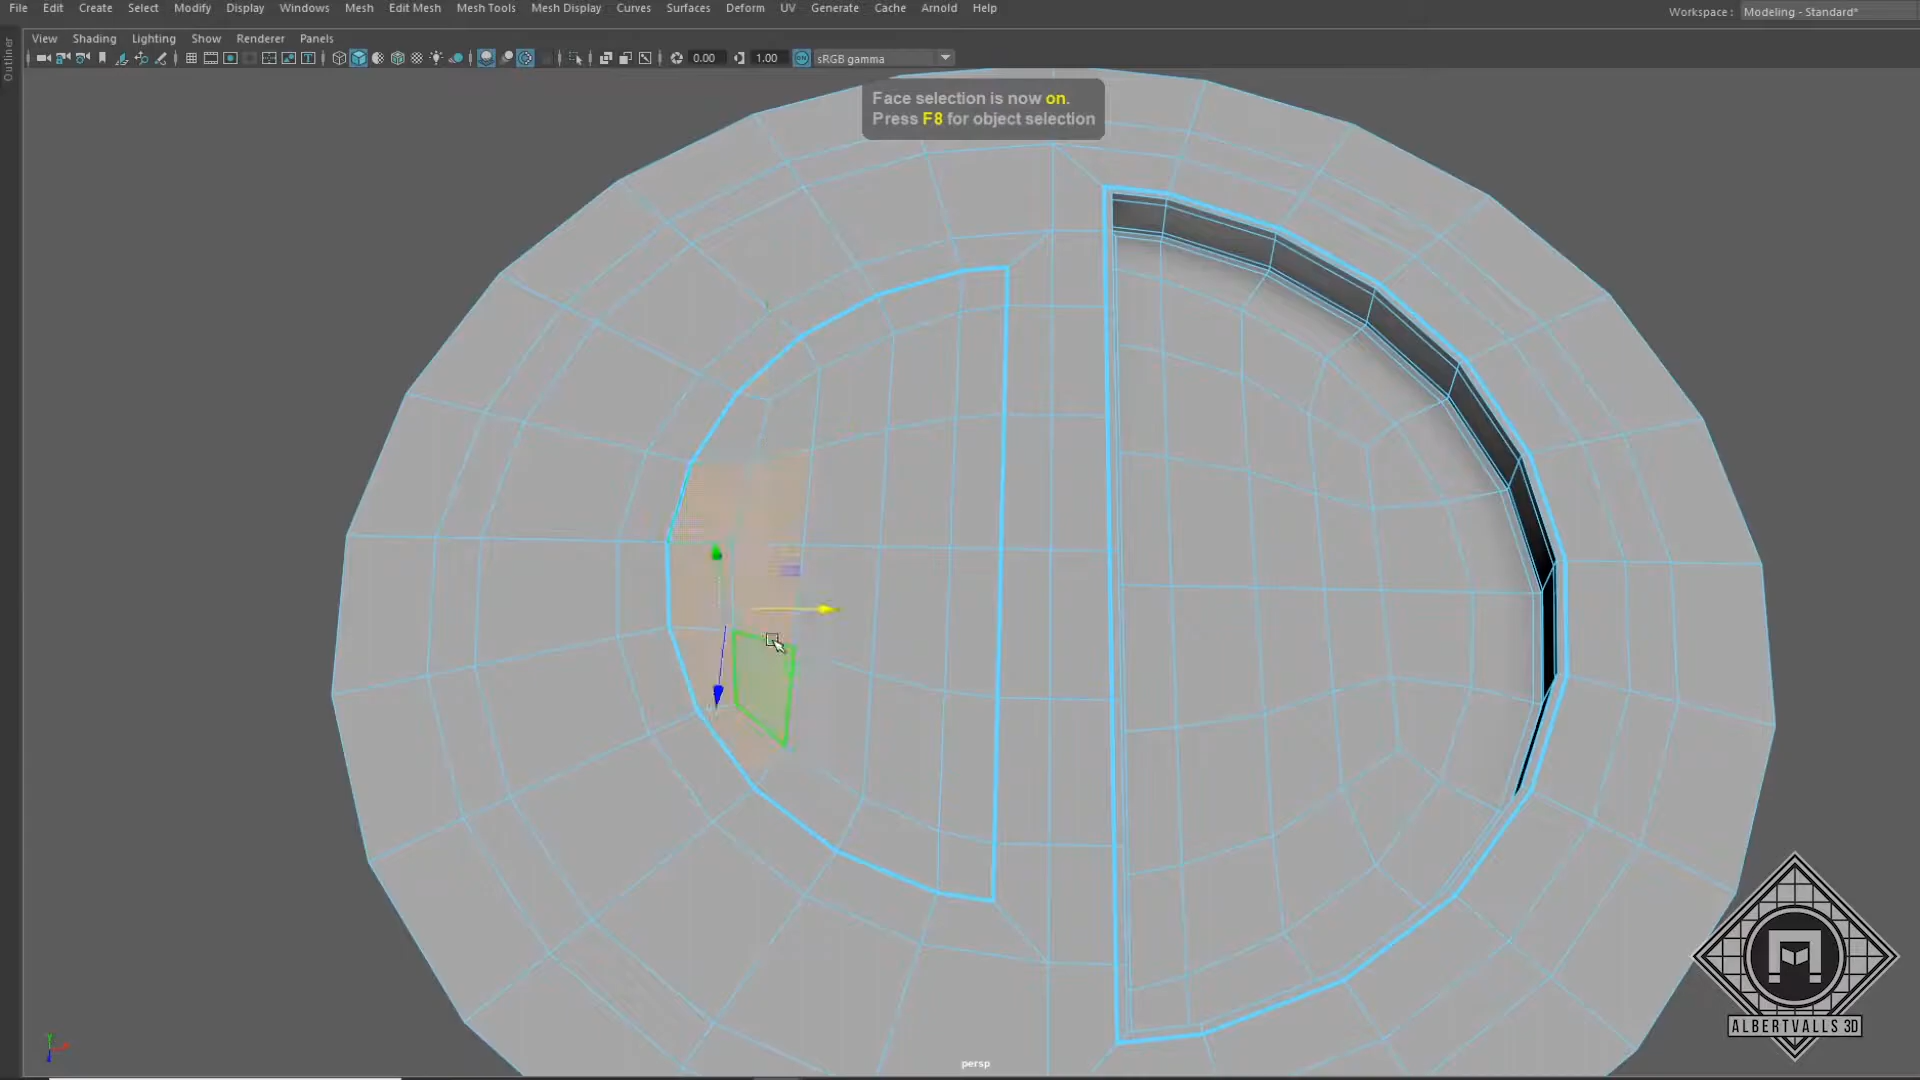 File Edit Create Select Modify Display Windows Mesh Edit Mesh Mesh Tools Mesh Display Curves Surfaces Deform UV Generate Cache Arnold Help
Workspace : Modeling - Standard*
View Shading Lighting Show Renderer Panels
0.00 1.00 sRGB gamma
Outliner
Face selection is now on.
Press F8 for object selection
ALBERTVALLS 3D
persp